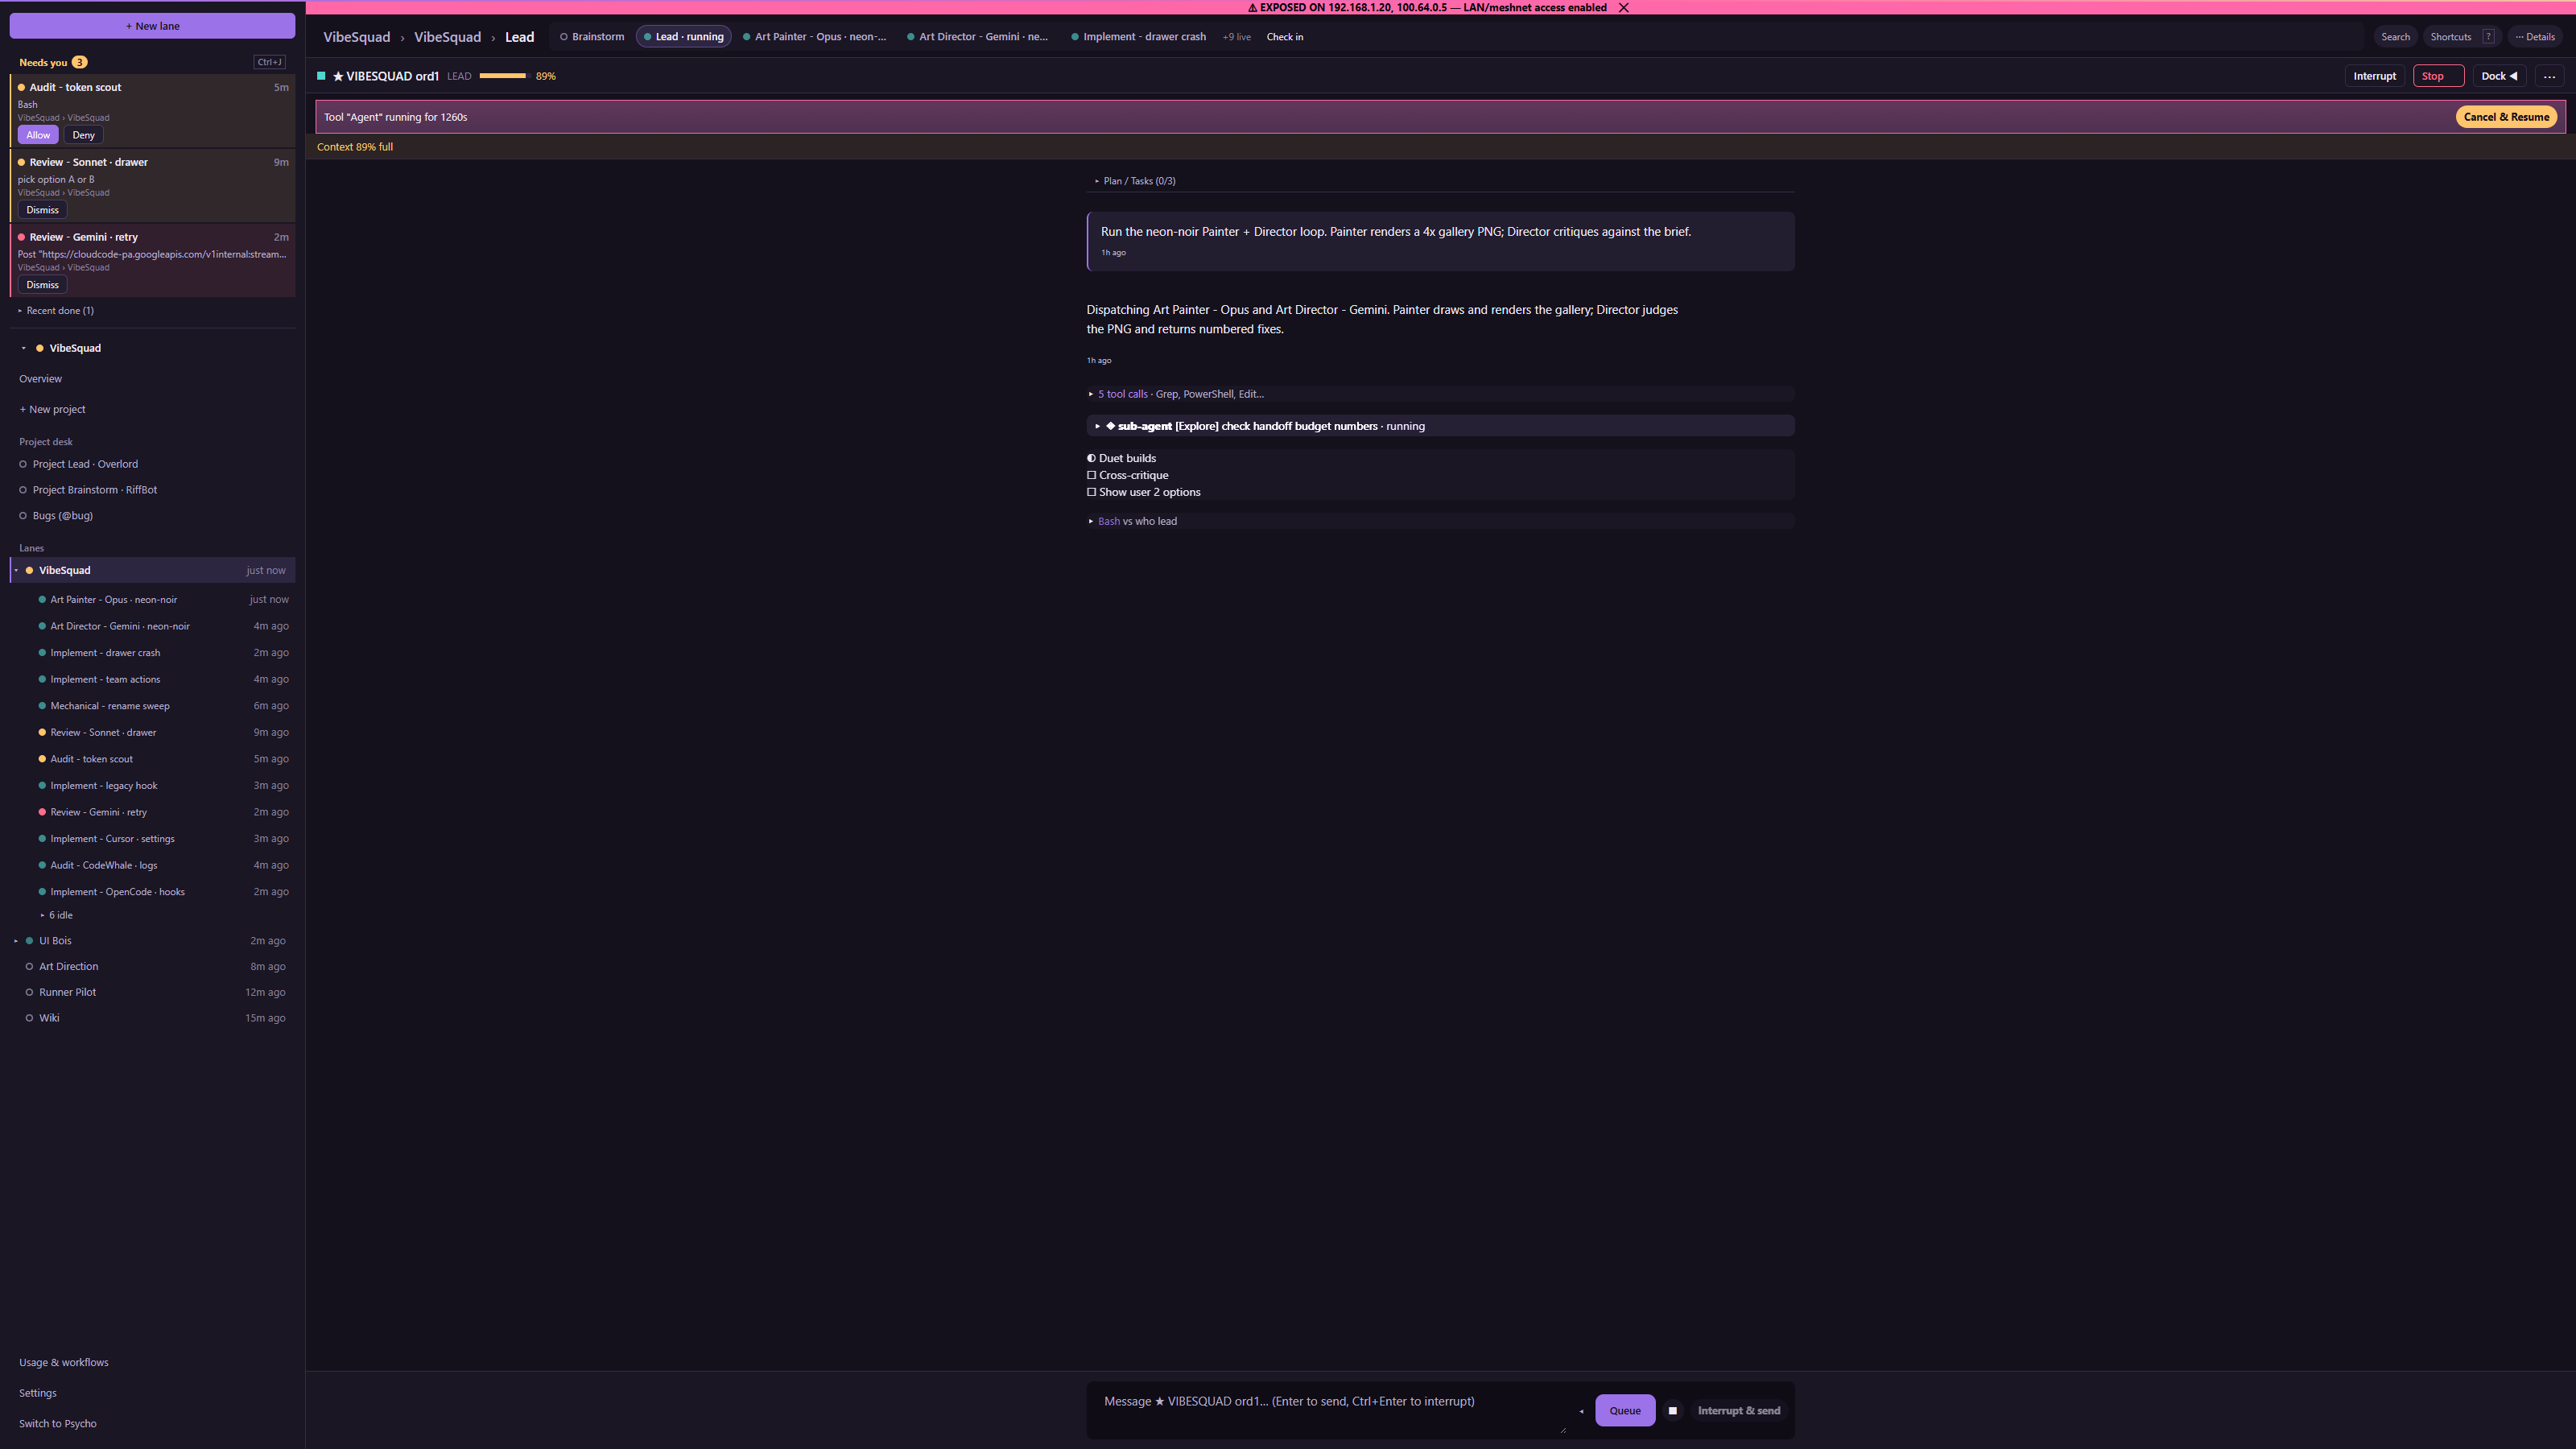 + New lane
Needs you 3 Ctrl+J
Audit - token scout 5m
Bash
VibeSquad › VibeSquad
Allow Deny
Review - Sonnet · drawer 9m
pick option A or B
VibeSquad › VibeSquad
Dismiss
Review - Gemini · retry 2m
Post "https://cloudcode-pa.googleapis.com/v1internal:stream...
VibeSquad › VibeSquad
Dismiss
Recent done (1)
VibeSquad
Overview
+ New project
Project desk
Project Lead · Overlord
Project Brainstorm · RiffBot
Bugs (@bug)
Lanes
VibeSquad just now
Art Painter - Opus · neon-noir just now
Art Director - Gemini · neon-noir 4m ago
Implement - drawer crash 2m ago
Implement - team actions 4m ago
Mechanical - rename sweep 6m ago
Review - Sonnet · drawer 9m ago
Audit - token scout 5m ago
Implement - legacy hook 3m ago
Review - Gemini · retry 2m ago
Implement - Cursor · settings 3m ago
Audit - CodeWhale · logs 4m ago
Implement - OpenCode · hooks 2m ago
6 idle
UI Bois 2m ago
Art Direction 8m ago
Runner Pilot 12m ago
Wiki 15m ago
Usage & workflows
Settings
Switch to Psycho
⚠ EXPOSED ON 192.168.1.20, 100.64.0.5 — LAN/meshnet access enabled
VibeSquad › VibeSquad › Lead
Brainstorm
Lead · running
Art Painter - Opus · neon-...
Art Director - Gemini · ne...
Implement - drawer crash
+9 live
Check in
Search
Shortcuts ?
··· Details
★ VIBESQUAD ord1 LEAD 89%
Interrupt
Stop
Dock ◀
...
Tool "Agent" running for 1260s
Cancel & Resume
Context 89% full
Plan / Tasks (0/3)
Run the neon-noir Painter + Director loop. Painter renders a 4x gallery PNG; Director critiques against the brief.
1h ago
Dispatching Art Painter - Opus and Art Director - Gemini. Painter draws and renders the gallery; Director judges
the PNG and returns numbered fixes.
1h ago
5 tool calls · Grep, PowerShell, Edit...
◆ sub-agent [Explore] check handoff budget numbers · running
◐ Duet builds
☐ Cross-critique
☐ Show user 2 options
Bash vs who lead
Message ★ VIBESQUAD ord1... (Enter to send, Ctrl+Enter to interrupt)
Queue
Interrupt & send